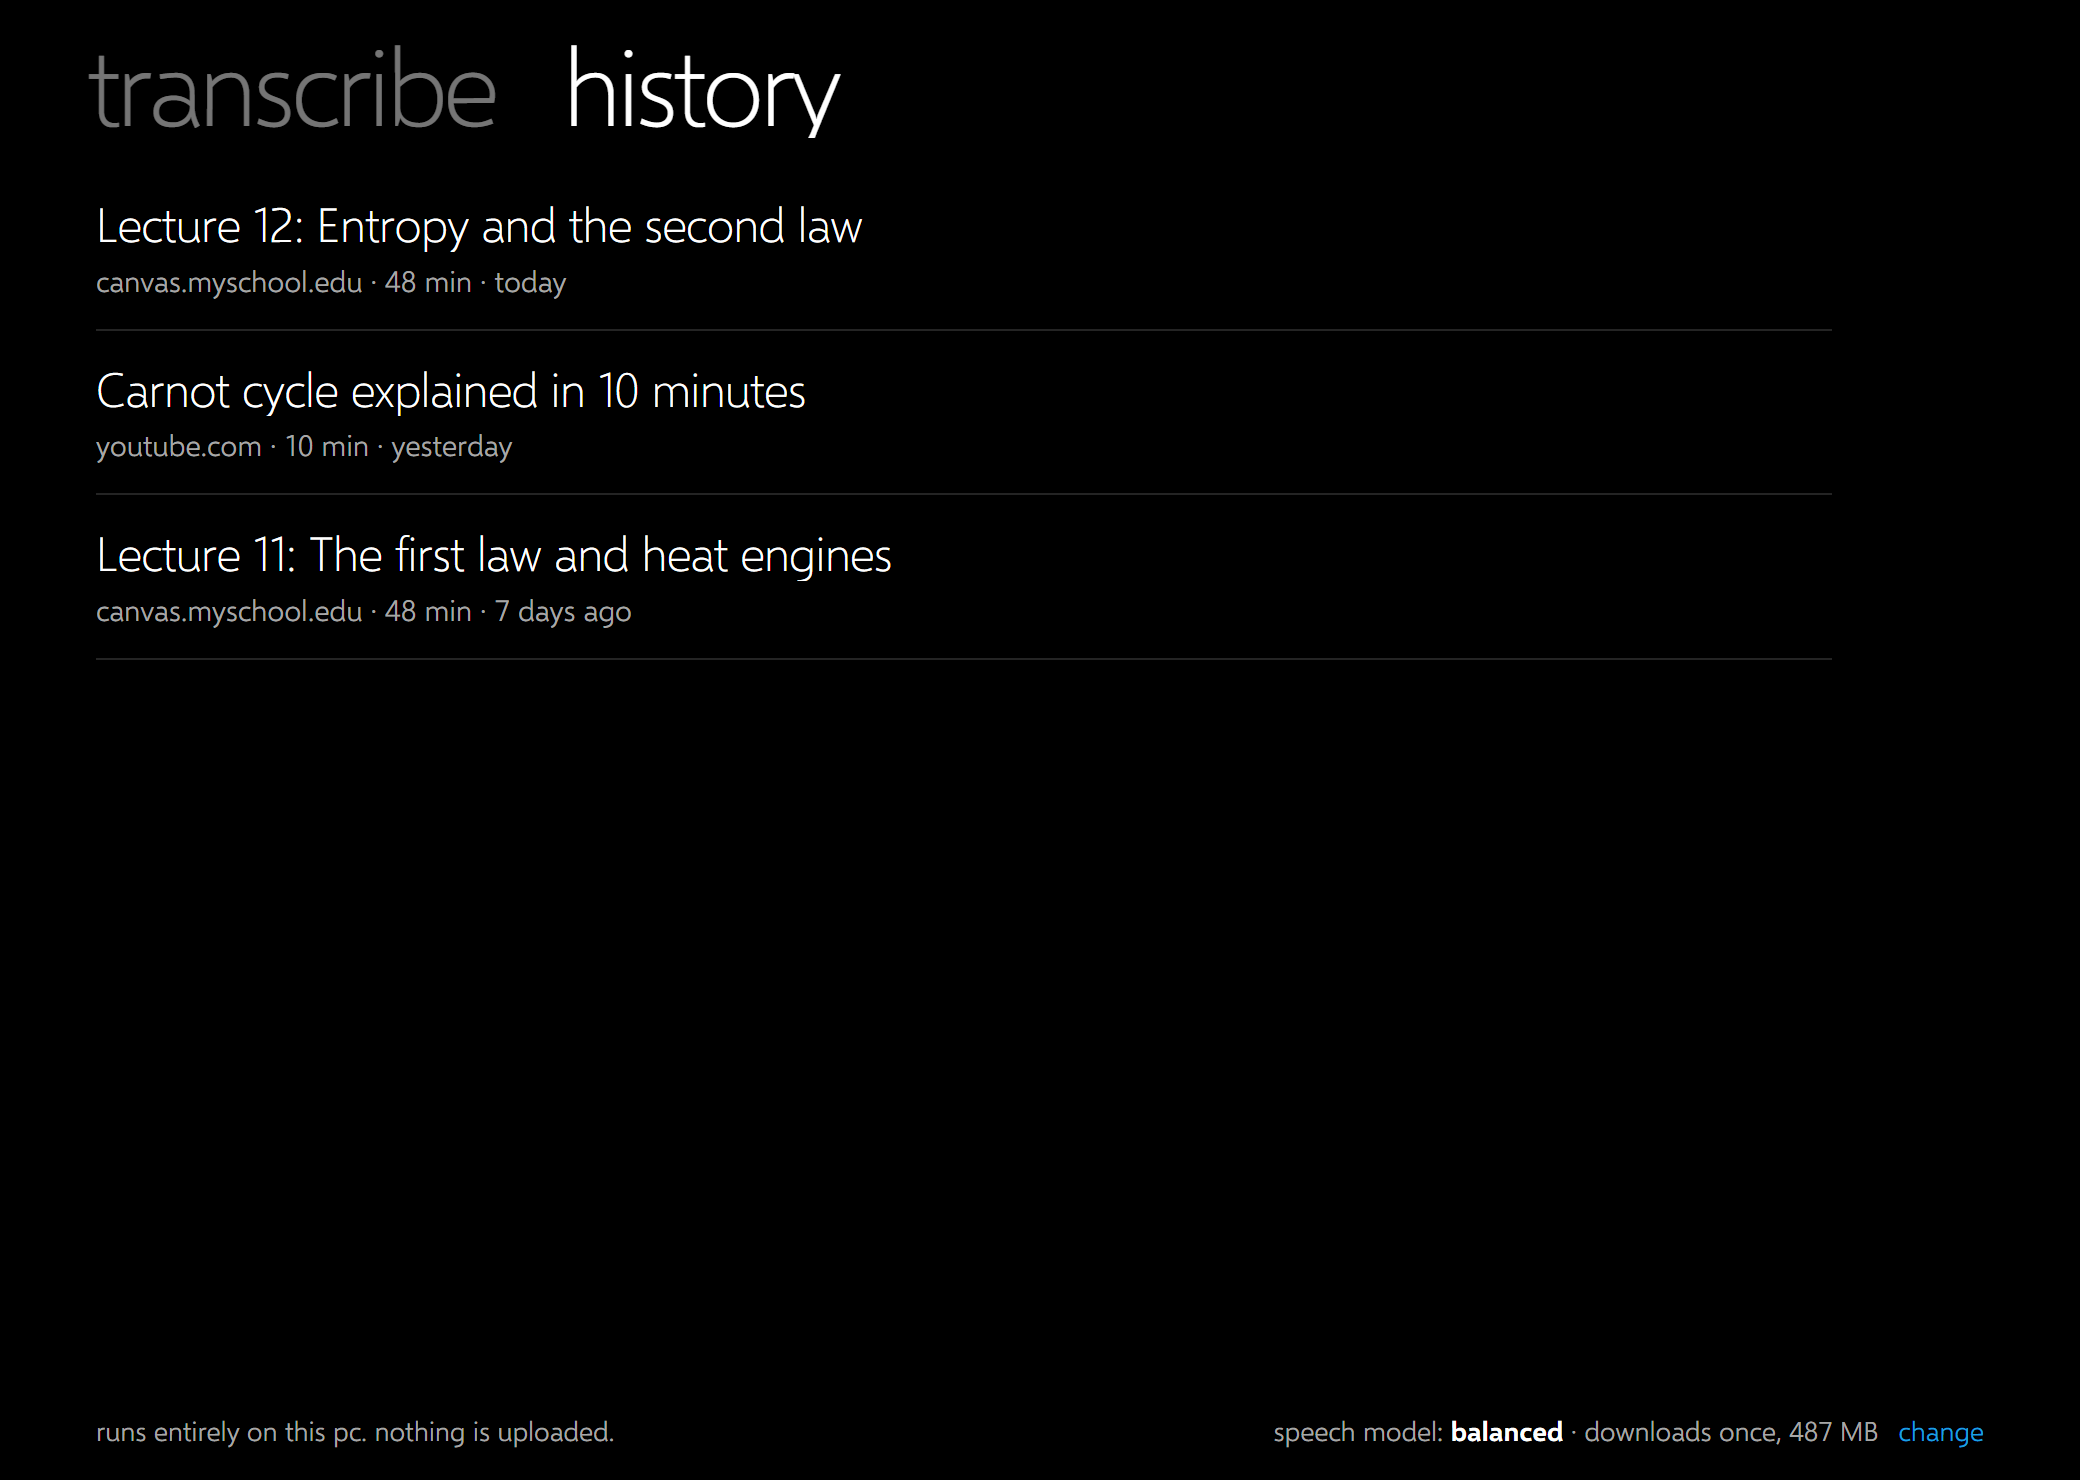 transcribe history
Lecture 12: Entropy and the second law
canvas.myschool.edu · 48 min · today
Carnot cycle explained in 10 minutes
youtube.com · 10 min · yesterday
Lecture 11: The first law and heat engines
canvas.myschool.edu · 48 min · 7 days ago
runs entirely on this pc. nothing is uploaded.
speech model: balanced · downloads once, 487 MB change